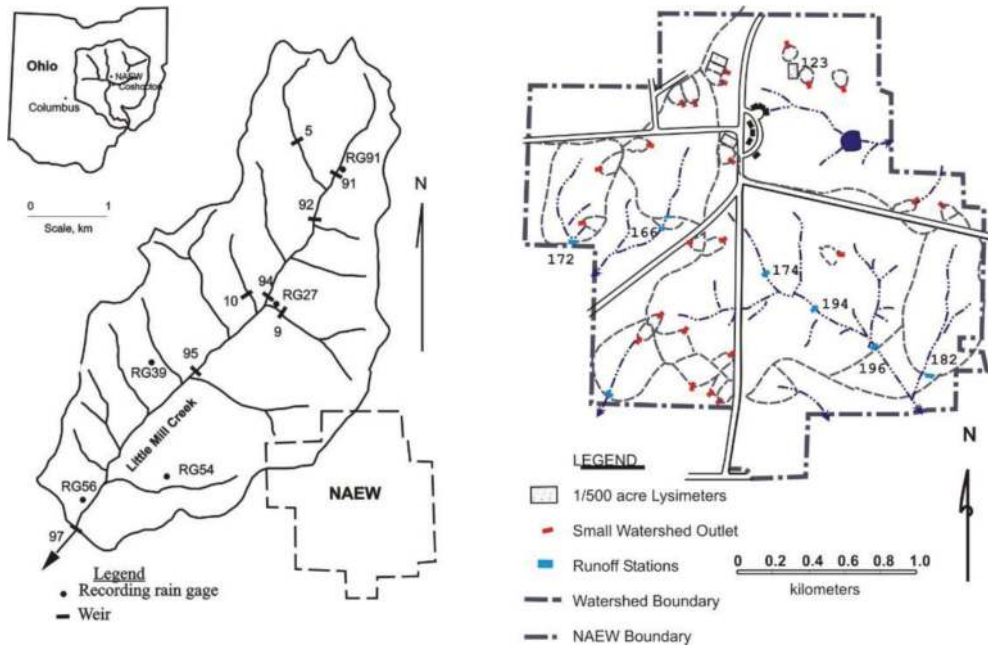 Ohio
NAEW
Coshocton
Columbus
0 1
Scale, km
5
RG91
91
92
N
94
RG27
10
9
95
RG39
Little Mill Creek
RG54
RG56
NAEW
97
Legend
Recording rain gage
Weir
123
166
172
174
194
196
182
N
LEGEND
1/500 acre Lysimeters
Small Watershed Outlet
Runoff Stations
Watershed Boundary
NAEW Boundary
0.0 0.2 0.4 0.6 0.8 1.0
kilometers